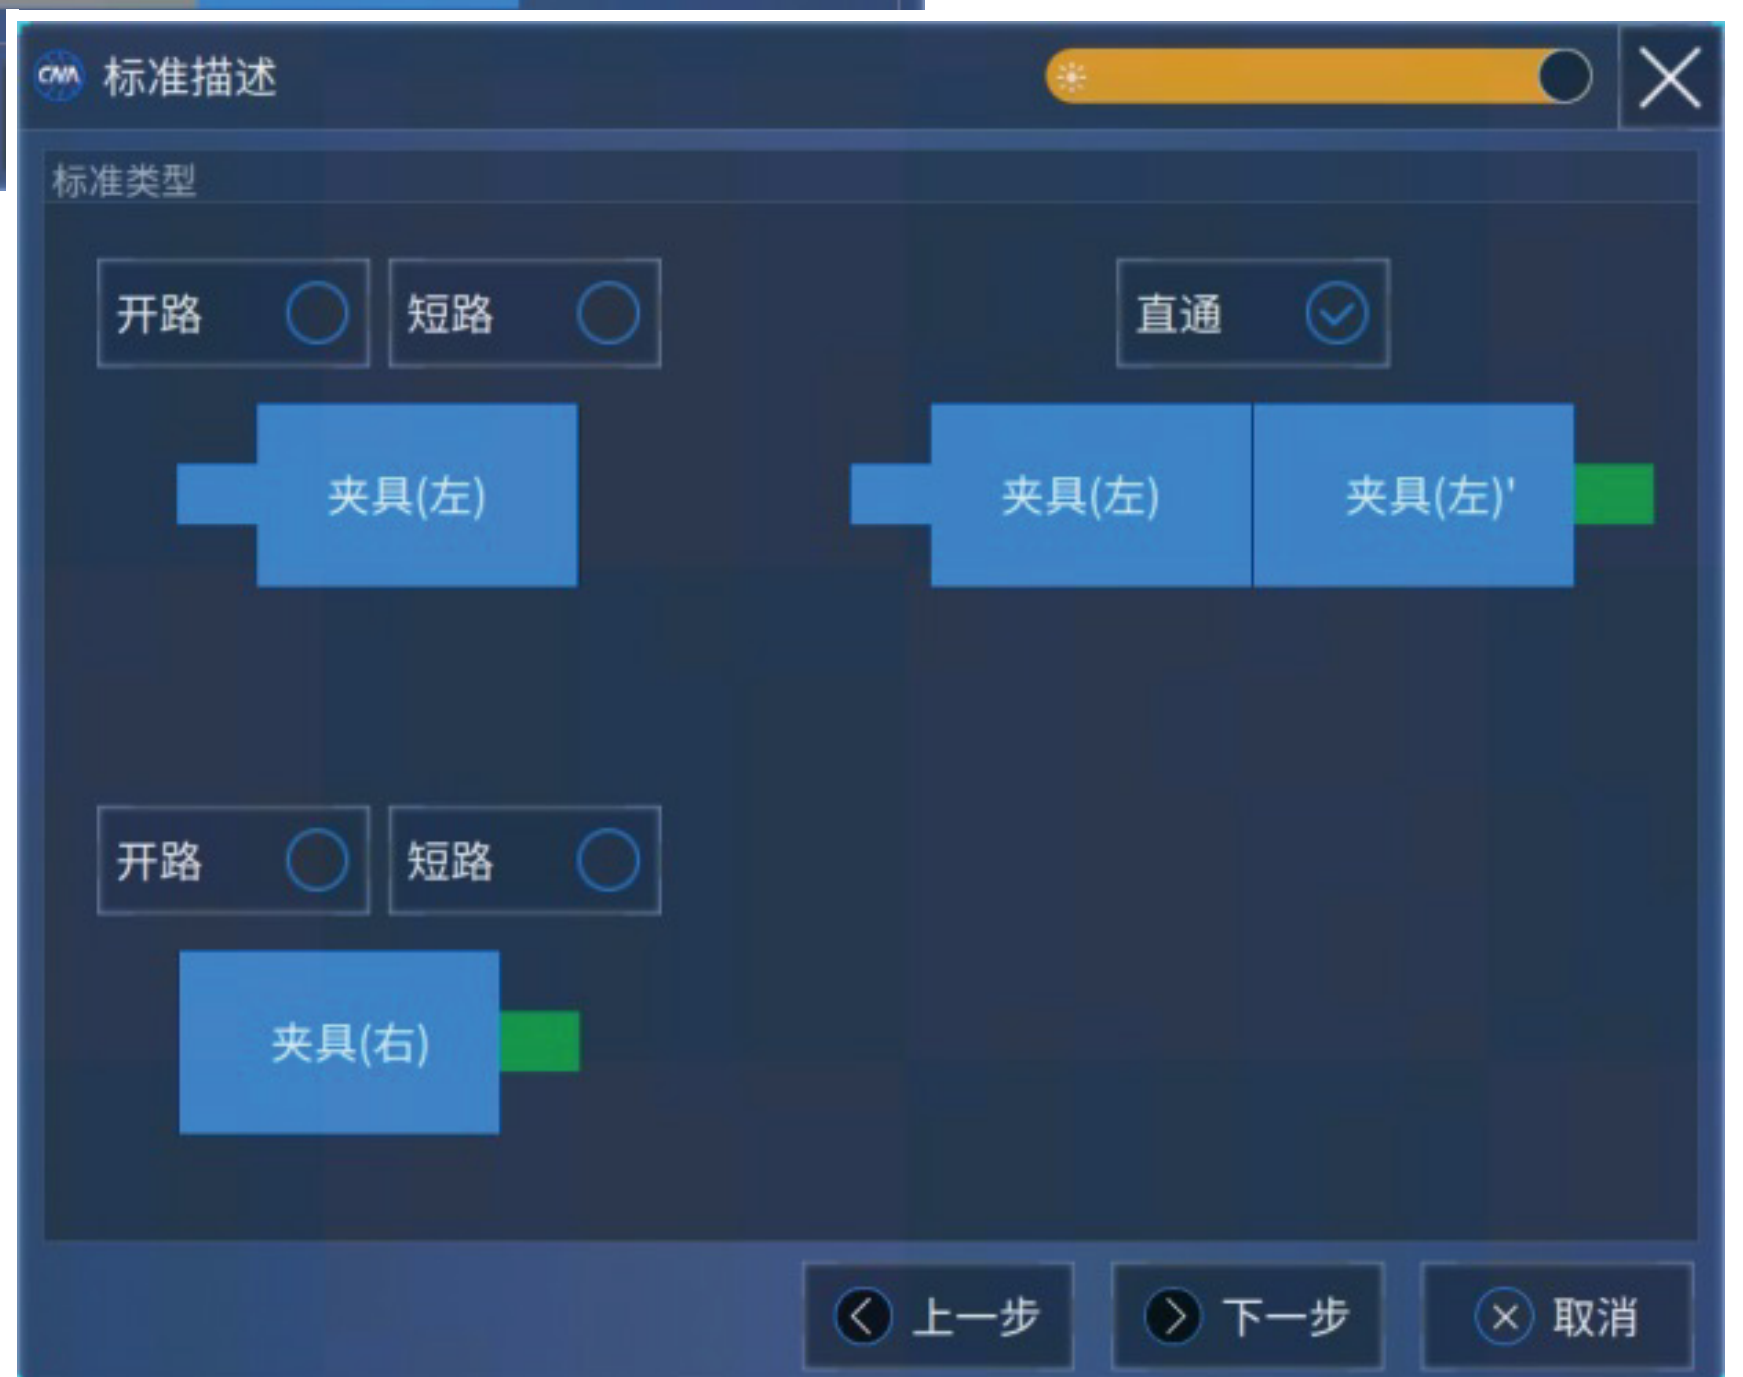 CNA 标准描述
标准类型
开路 短路 直通
夹具(左) 夹具(左) 夹具(左)'
开路 短路
夹具(右)
上一步 下一步 取消